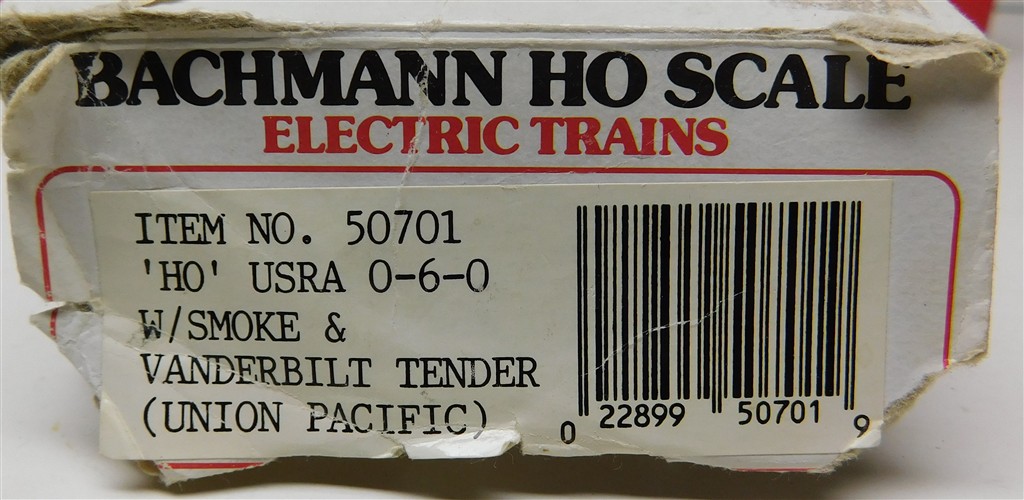 BACHMANN HO SCALE
ELECTRIC TRAINS
ITEM NO. 50701
'HO' USRA 0-6-0
W/SMOKE &
VANDERBILT TENDER
(UNION PACIFIC)
0 22899 50701 9